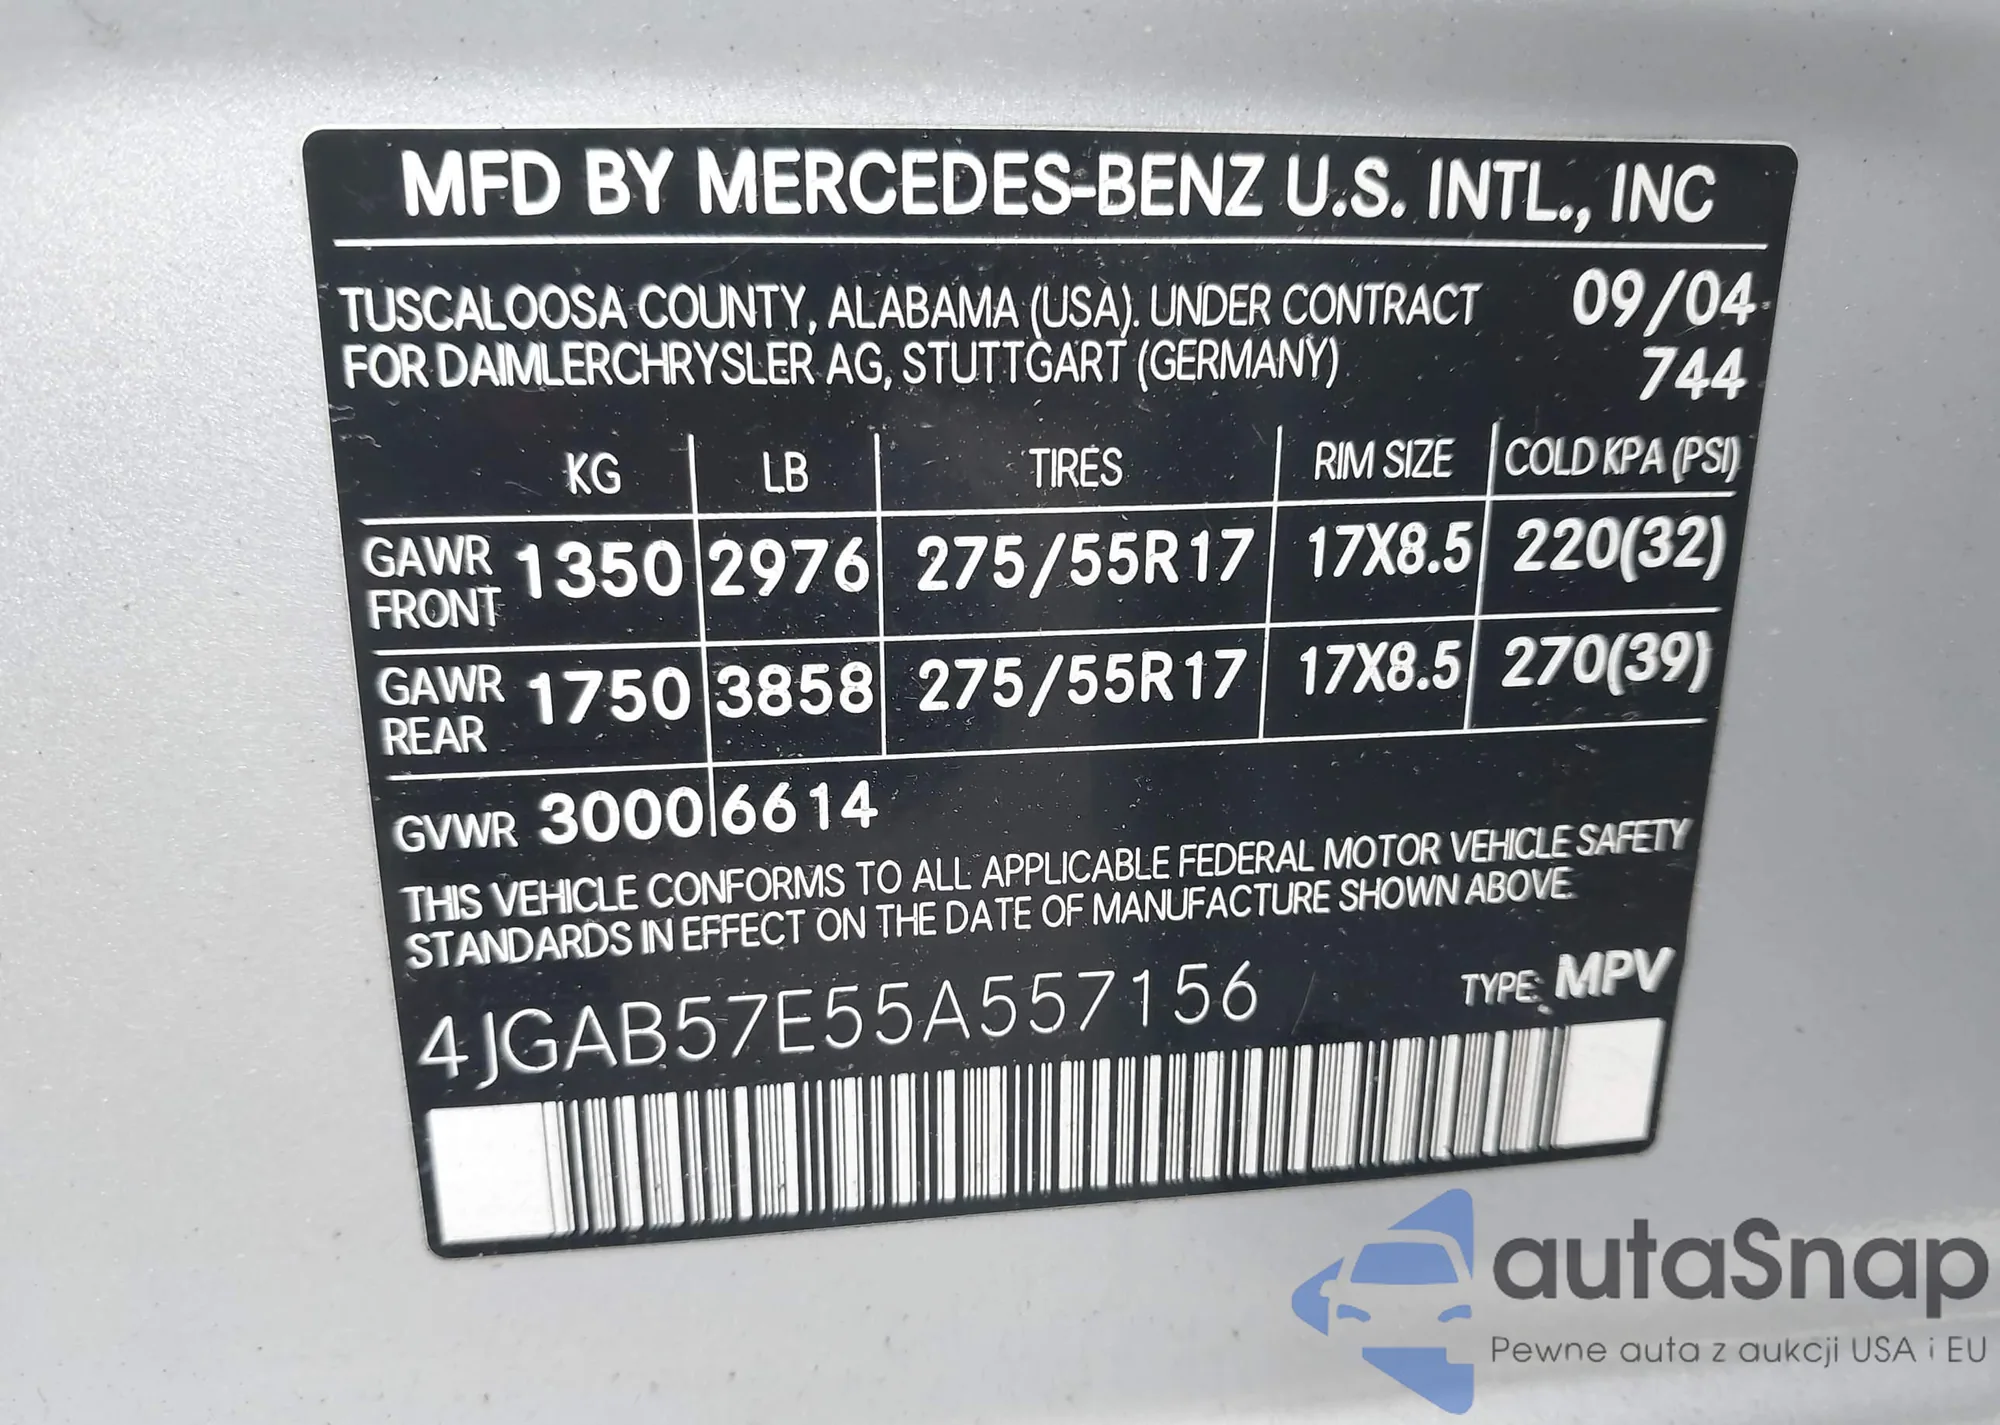 MFD BY MERCEDES-BENZ U.S. INTL., INC
TUSCALOOSA COUNTY, ALABAMA (USA). UNDER CONTRACT 09/04
FOR DAIMLERCHRYSLER AG, STUTTGART (GERMANY) 744
KG LB TIRES RIM SIZE COLD KPA (PSI)
GAWR FRONT 1350 2976 275/55R17 17X8.5 220(32)
GAWR REAR 1750 3858 275/55R17 17X8.5 270(39)
GVWR 3000 6614
THIS VEHICLE CONFORMS TO ALL APPLICABLE FEDERAL MOTOR VEHICLE SAFETY
STANDARDS IN EFFECT ON THE DATE OF MANUFACTURE SHOWN ABOVE.
4JGAB57E55A557156 TYPE: MPV
autaSnap
Pewne auta z aukcji USA i EU